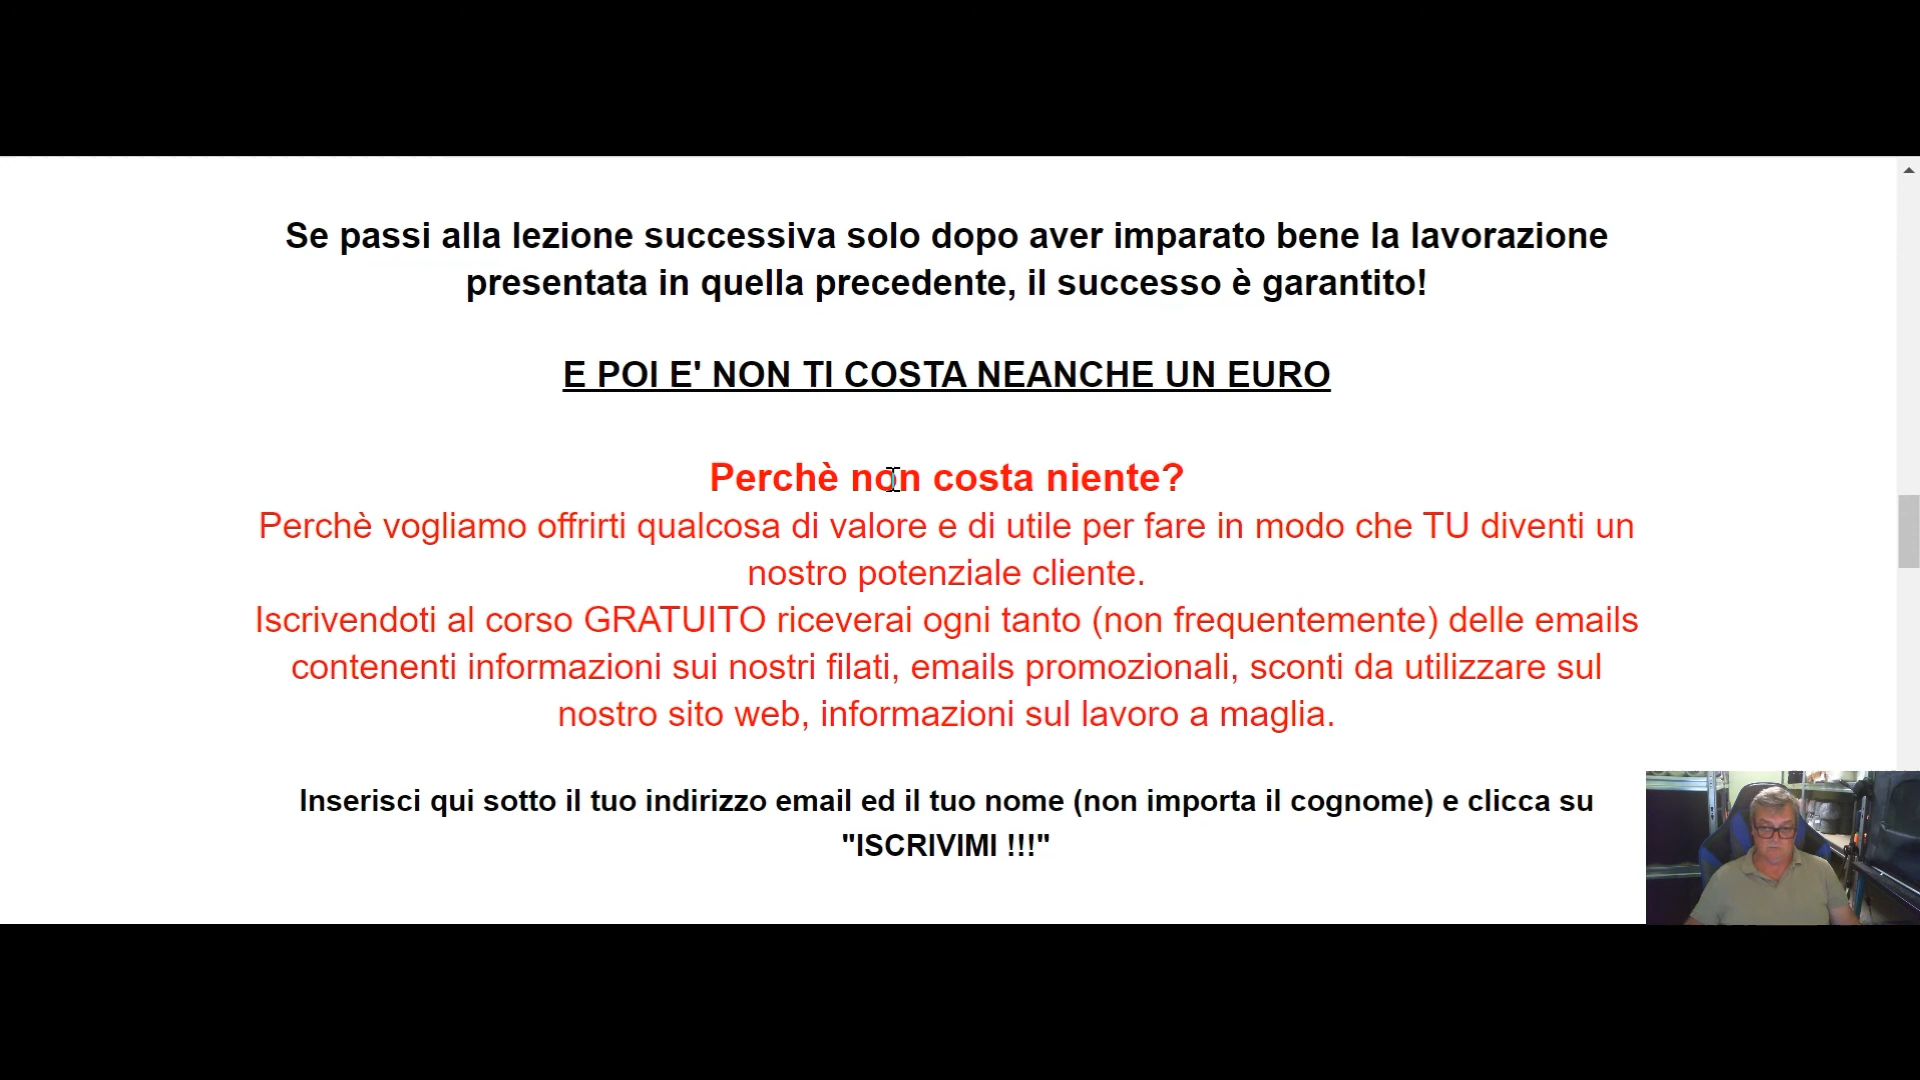 Se passi alla lezione successiva solo dopo aver imparato bene la lavorazione
presentata in quella precedente, il successo è garantito!
E POI E' NON TI COSTA NEANCHE UN EURO
Perchè non costa niente?
Perchè vogliamo offrirti qualcosa di valore e di utile per fare in modo che TU diventi un
nostro potenziale cliente.
Iscrivendoti al corso GRATUITO riceverai ogni tanto (non frequentemente) delle emails
contenenti informazioni sui nostri filati, emails promozionali, sconti da utilizzare sul
nostro sito web, informazioni sul lavoro a maglia.
Inserisci qui sotto il tuo indirizzo email ed il tuo nome (non importa il cognome) e clicca su
"ISCRIVIMI !!!"